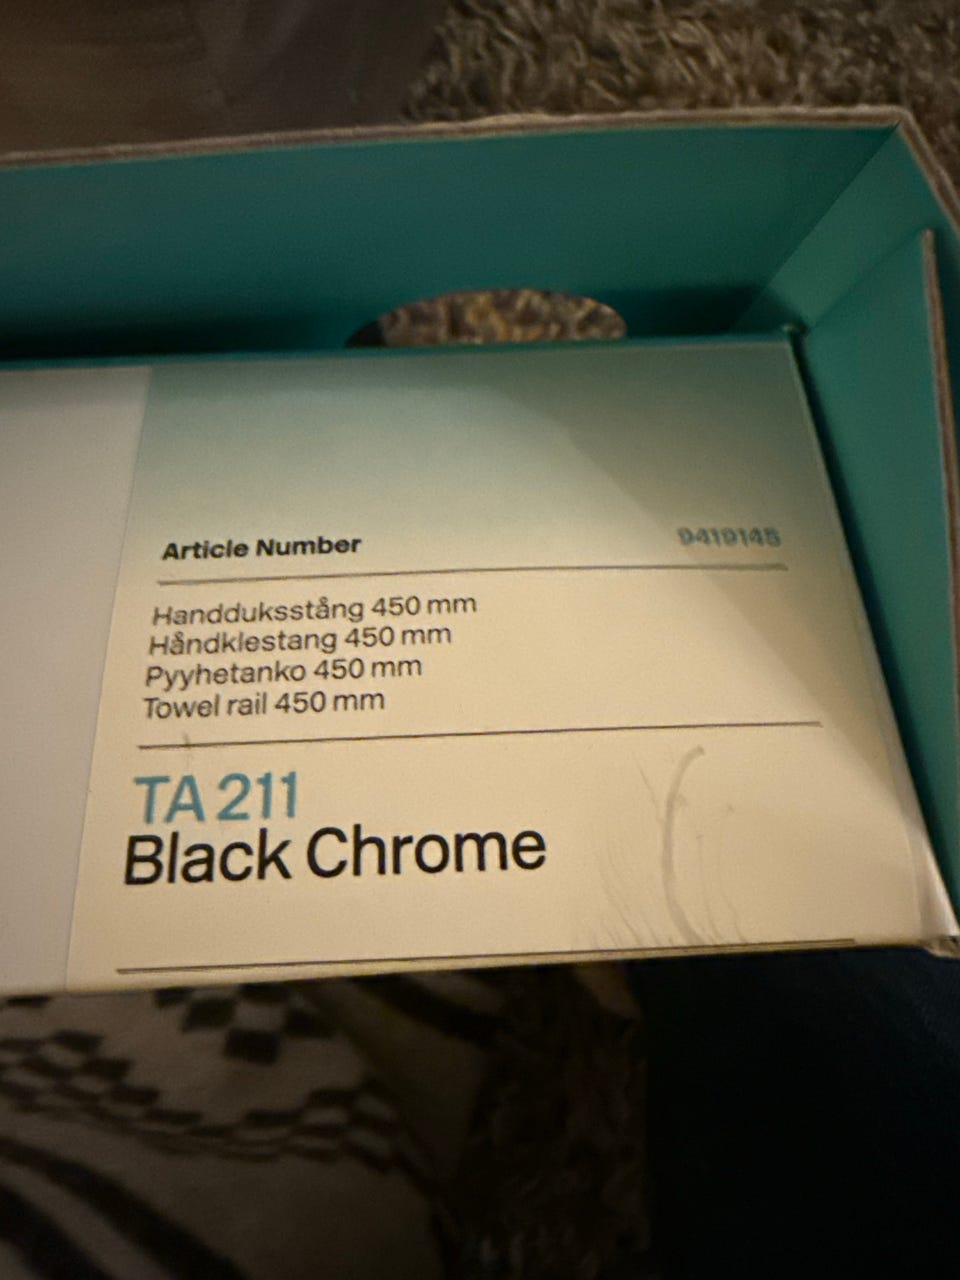 Article Number 9419145
Handduksstång 450 mm
Håndklestang 450 mm
Pyyhetanko 450 mm
Towel rail 450 mm
TA 211
Black Chrome